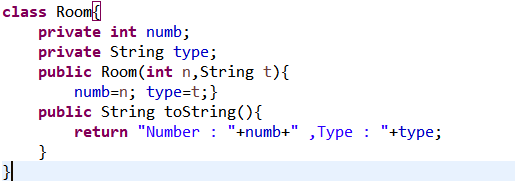 class Room{
    private int numb;
    private String type;
    public Room(int n,String t){
        numb=n; type=t;}
    public String toString(){
        return "Number : "+numb+" ,Type : "+type;
    }
}